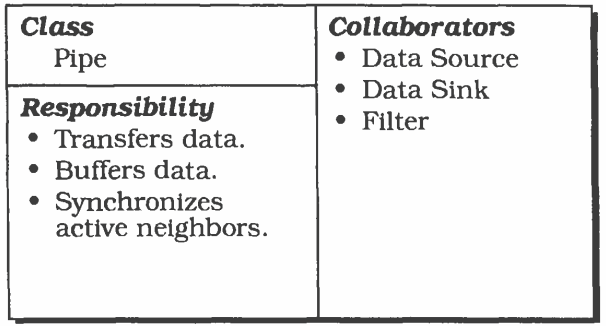 Class
Pipe
Responsibility
• Transfers data.
• Buffers data.
• Synchronizes
active neighbors.
Collaborators
• Data Source
• Data Sink
• Filter